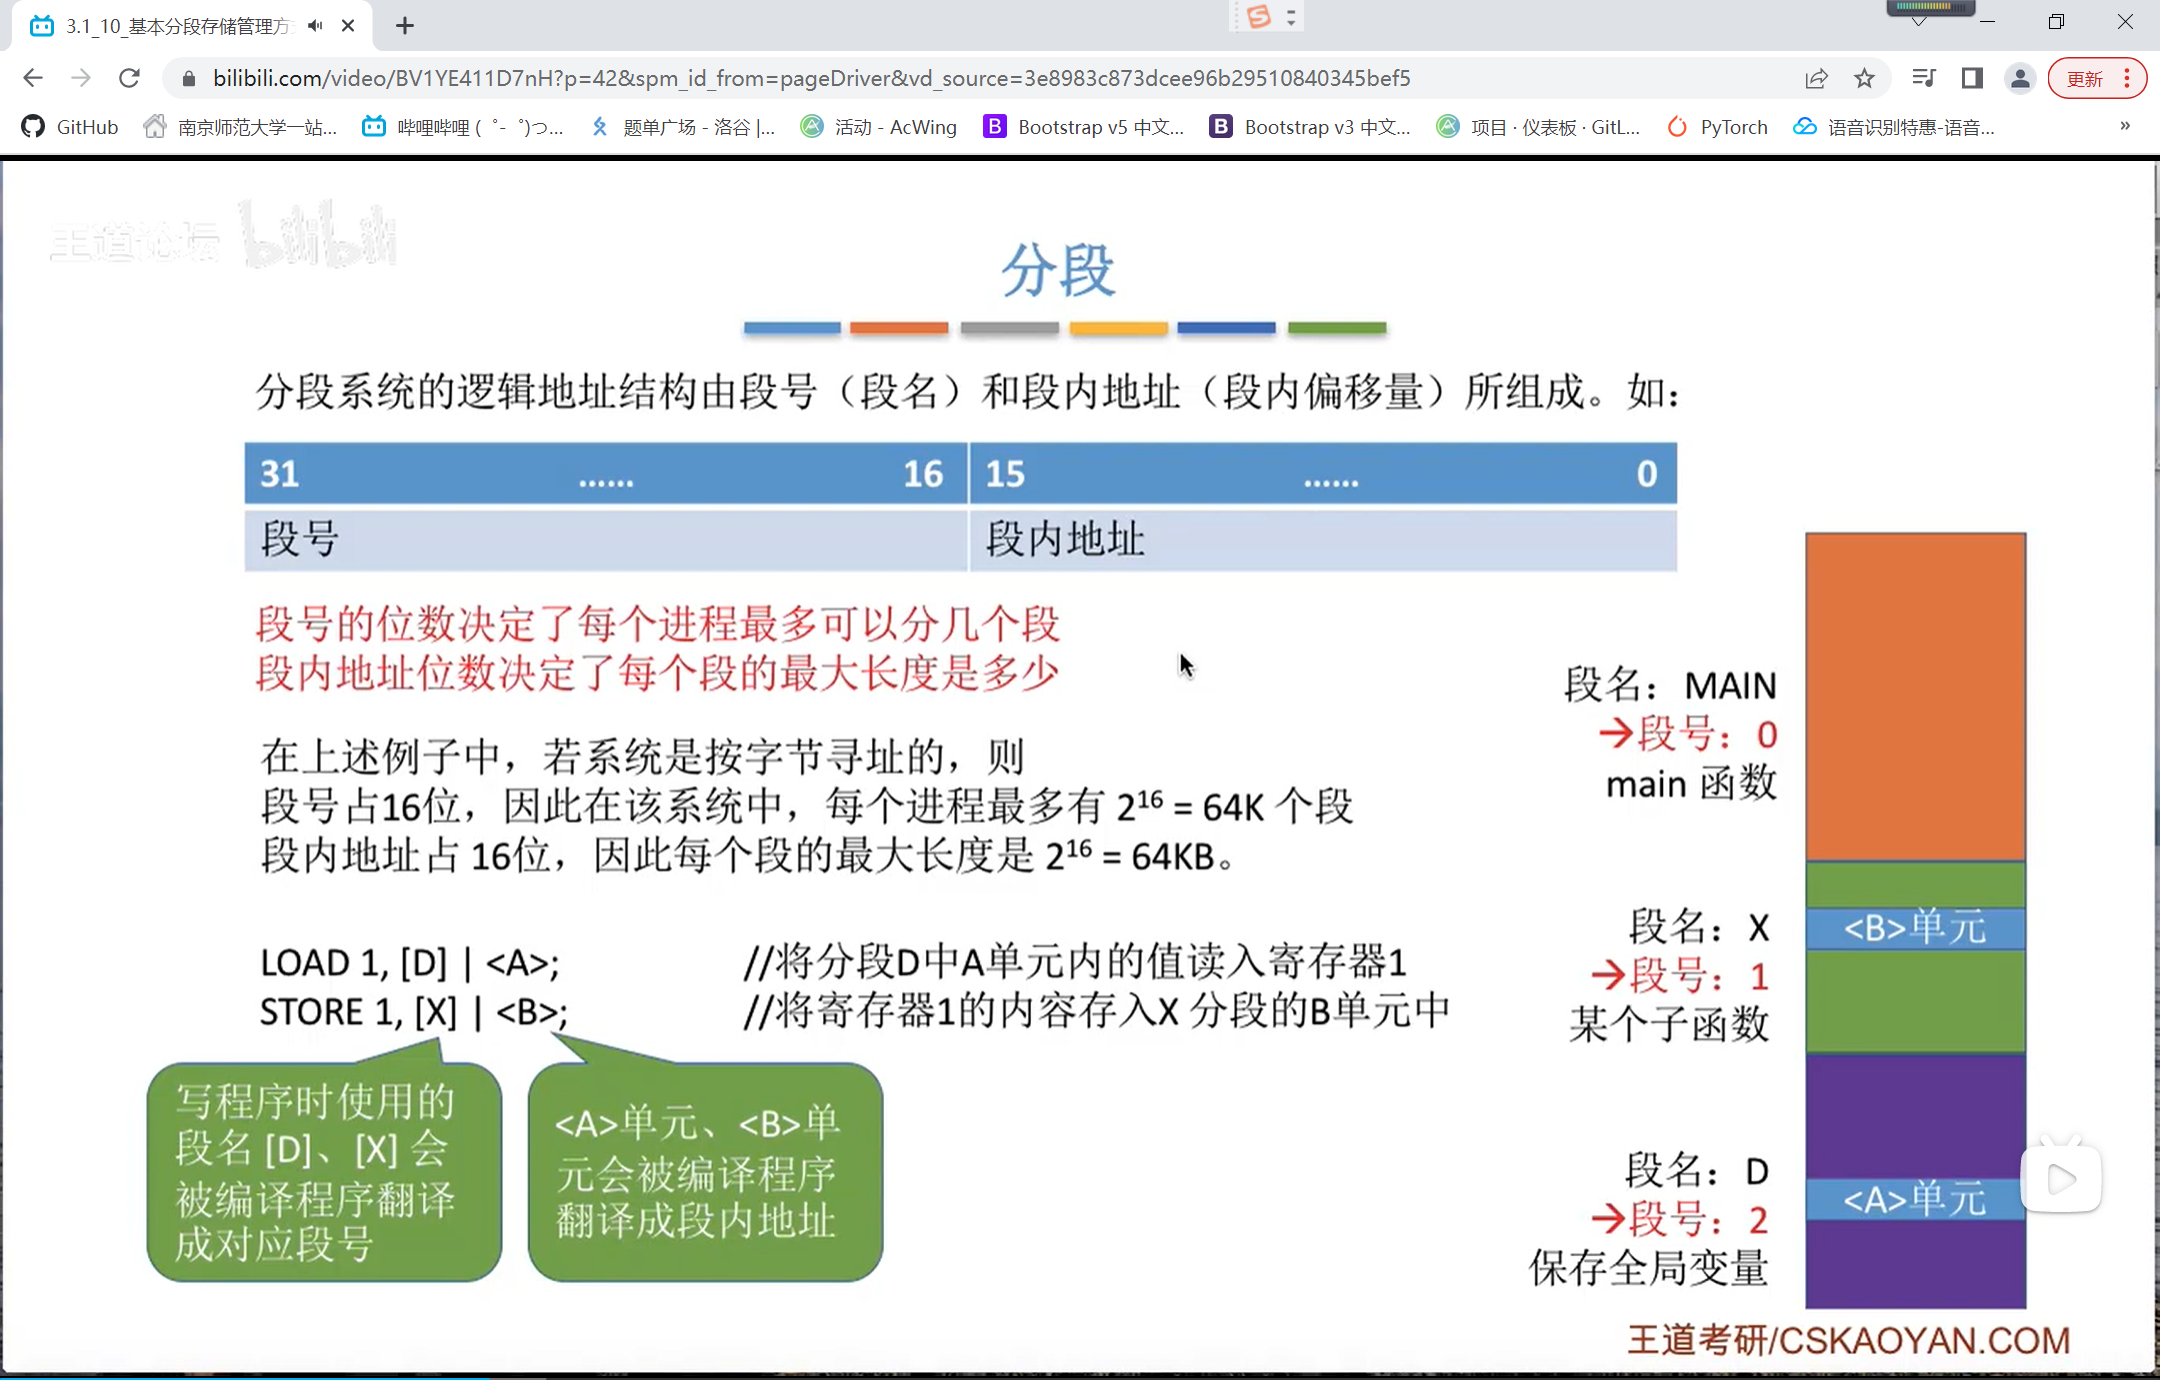 3.1_10_基本分段存储管理方
bilibili.com/video/BV1YE411D7nH?p=42&spm_id_from=pageDriver&vd_source=3e8983c873dcee96b29510840345bef5
更新
GitHub
南京师范大学一站...
哔哩哔哩 (゜-゜)つ...
题单广场 - 洛谷 |...
活动 - AcWing
Bootstrap v5 中文...
Bootstrap v3 中文...
项目 · 仪表板 · GitL...
PyTorch
语音识别特惠-语音...
»
王道论坛 bilibili
分段
分段系统的逻辑地址结构由段号（段名）和段内地址（段内偏移量）所组成。如：
31 ...... 16 15 ...... 0
段号 段内地址
段号的位数决定了每个进程最多可以分几个段
段内地址位数决定了每个段的最大长度是多少
在上述例子中，若系统是按字节寻址的，则
段号占16位，因此在该系统中，每个进程最多有 2¹⁶ = 64K 个段
段内地址占 16位，因此每个段的最大长度是 2¹⁶ = 64KB。
LOAD 1, [D] | <A>; //将分段D中A单元内的值读入寄存器1
STORE 1, [X] | <B>; //将寄存器1的内容存入X 分段的B单元中
写程序时使用的
段名 [D]、[X] 会
被编译程序翻译
成对应段号
<A>单元、<B>单
元会被编译程序
翻译成段内地址
段名：MAIN
→段号：0
main 函数
段名：X
→段号：1
某个子函数
<B>单元
段名：D
→段号：2
保存全局变量
<A>单元
王道考研/CSKAOYAN.COM